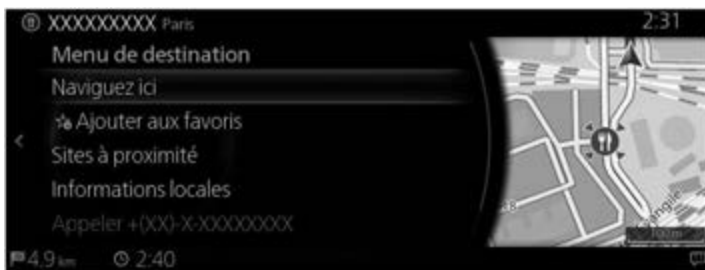 XXXXXXXXX Paris 2:31
Menu de destination
Naviguez ici
Ajouter aux favoris
Sites à proximité
Informations locales
Appeler +(XX)-X-XXXXXXXX
4.9 km 2:40
100m